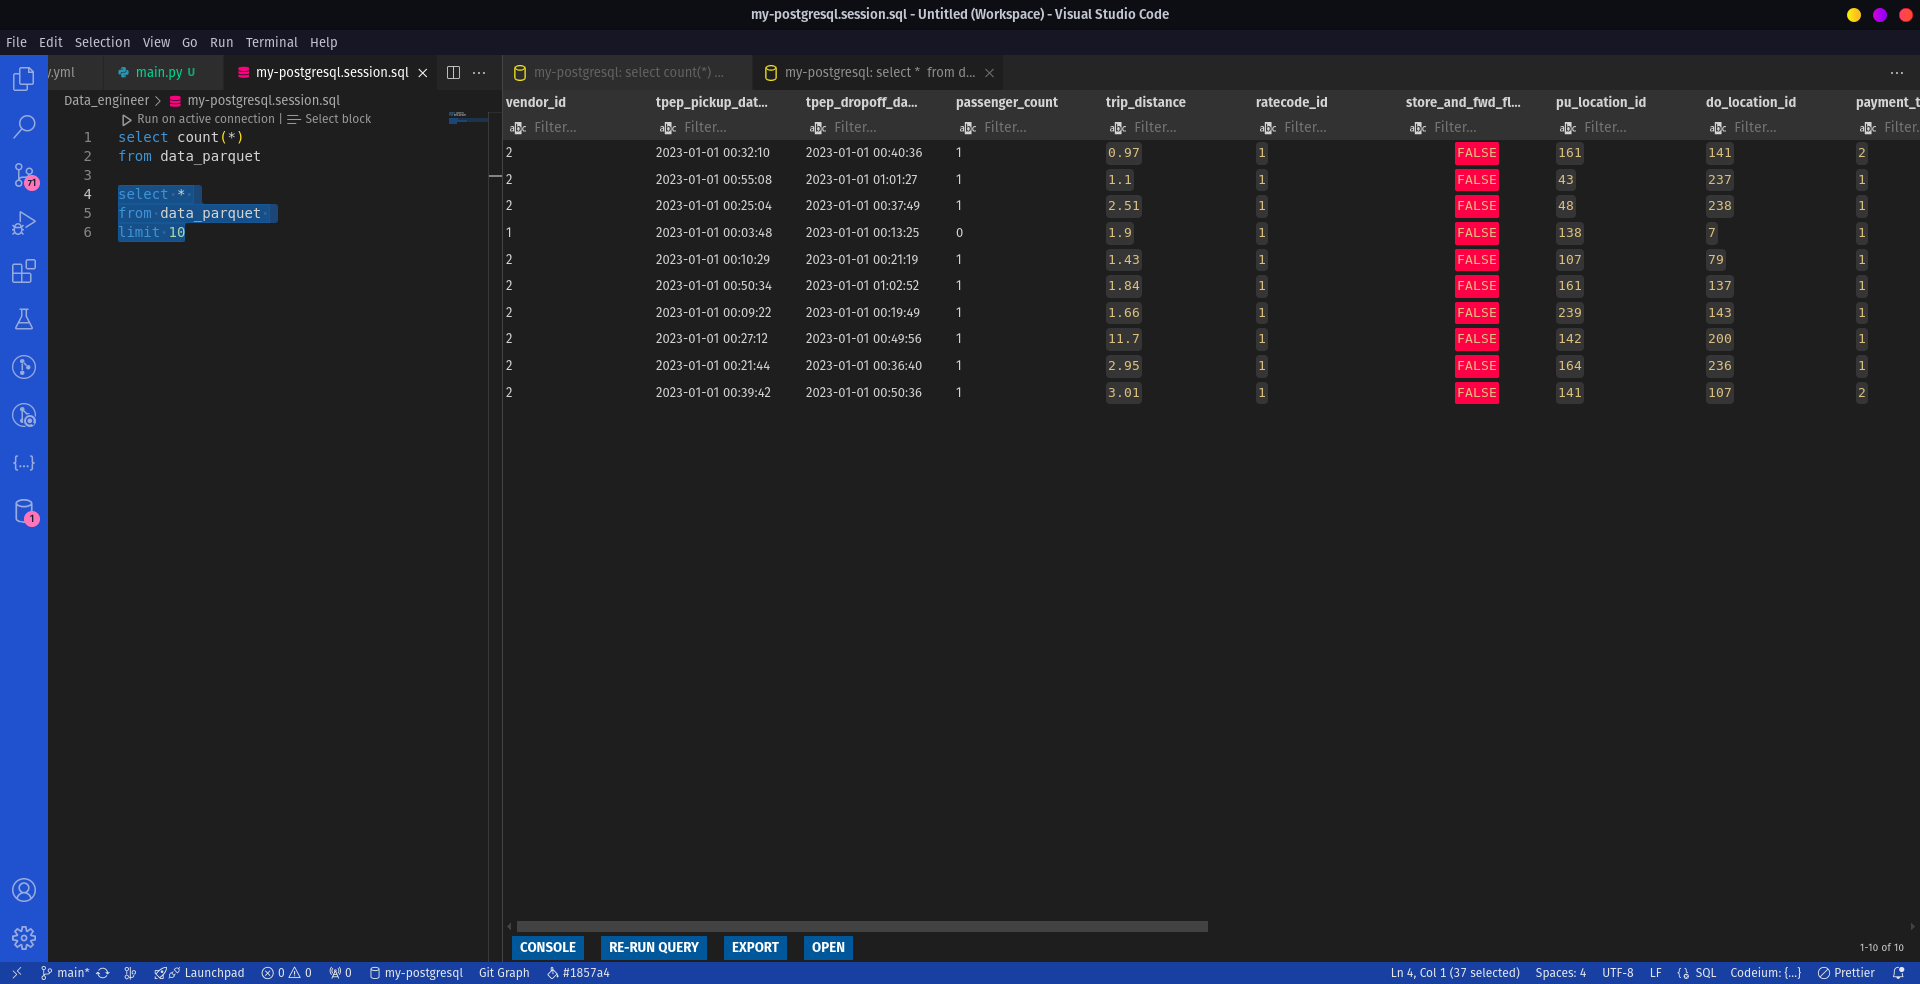 my-postgresql.session.sql - Untitled (Workspace) - Visual Studio Code
File Edit Selection View Go Run Terminal Help
y.yml main.py U my-postgresql.session.sql
my-postgresql: select count(*) ... my-postgresql: select * from d...
Data_engineer > my-postgresql.session.sql
Run on active connection | Select block
1 select count(*)
2 from data_parquet
3
4 select *
5 from data_parquet
6 limit 10
71
1
vendor_id tpep_pickup_dat... tpep_dropoff_da... passenger_count trip_distance ratecode_id store_and_fwd_fl... pu_location_id do_location_id payment_t
abc Filter... abc Filter... abc Filter... abc Filter... abc Filter... abc Filter... abc Filter... abc Filter... abc Filter... abc Filter.
2 2023-01-01 00:32:10 2023-01-01 00:40:36 1 0.97 1 FALSE 161 141 2
2 2023-01-01 00:55:08 2023-01-01 01:01:27 1 1.1 1 FALSE 43 237 1
2 2023-01-01 00:25:04 2023-01-01 00:37:49 1 2.51 1 FALSE 48 238 1
1 2023-01-01 00:03:48 2023-01-01 00:13:25 0 1.9 1 FALSE 138 7 1
2 2023-01-01 00:10:29 2023-01-01 00:21:19 1 1.43 1 FALSE 107 79 1
2 2023-01-01 00:50:34 2023-01-01 01:02:52 1 1.84 1 FALSE 161 137 1
2 2023-01-01 00:09:22 2023-01-01 00:19:49 1 1.66 1 FALSE 239 143 1
2 2023-01-01 00:27:12 2023-01-01 00:49:56 1 11.7 1 FALSE 142 200 1
2 2023-01-01 00:21:44 2023-01-01 00:36:40 1 2.95 1 FALSE 164 236 1
2 2023-01-01 00:39:42 2023-01-01 00:50:36 1 3.01 1 FALSE 141 107 2
CONSOLE RE-RUN QUERY EXPORT OPEN 1-10 of 10
main* Launchpad 0 0 0 my-postgresql Git Graph #1857a4 Ln 4, Col 1 (37 selected) Spaces: 4 UTF-8 LF SQL Codeium: {...} Prettier